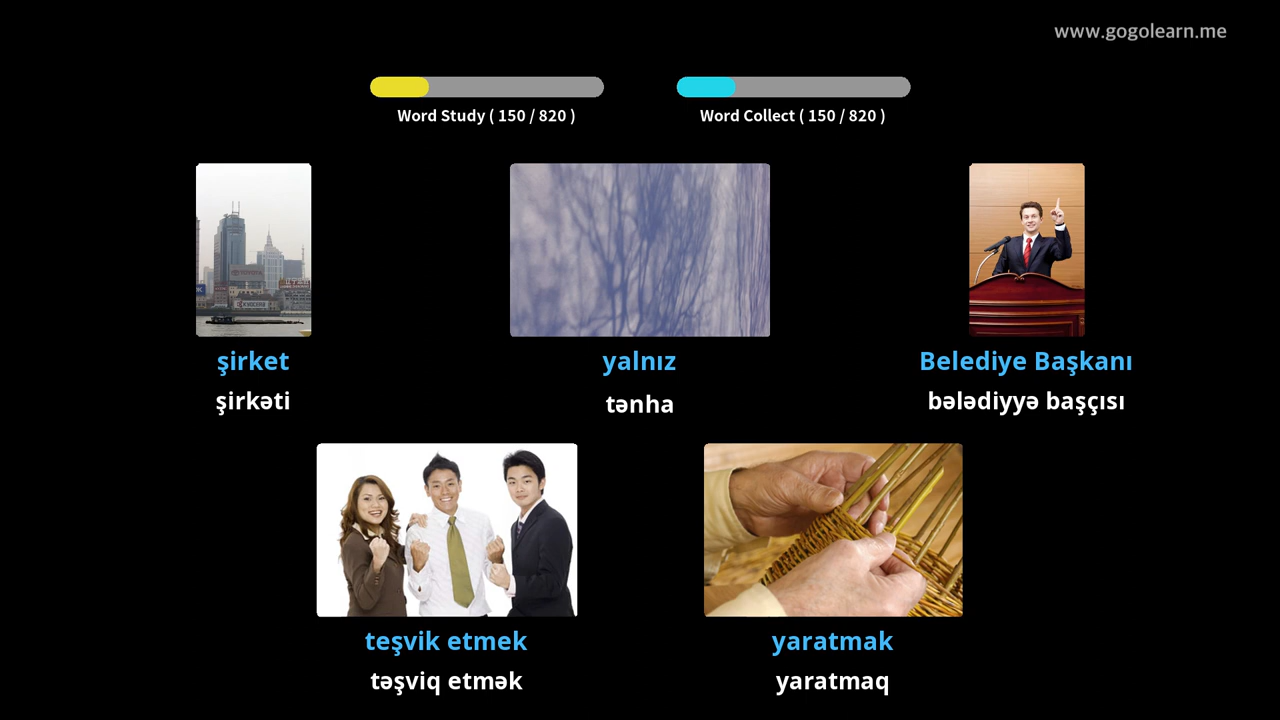 www.gogolearn.me
Word Study ( 150 / 820 )
Word Collect ( 150 / 820 )
TOYOTA
şirket
yalnız
Belediye Başkanı
şirkəti
tənha
bələdiyyə başçısı
teşvik etmek
yaratmak
təşviq etmək
yaratmaq